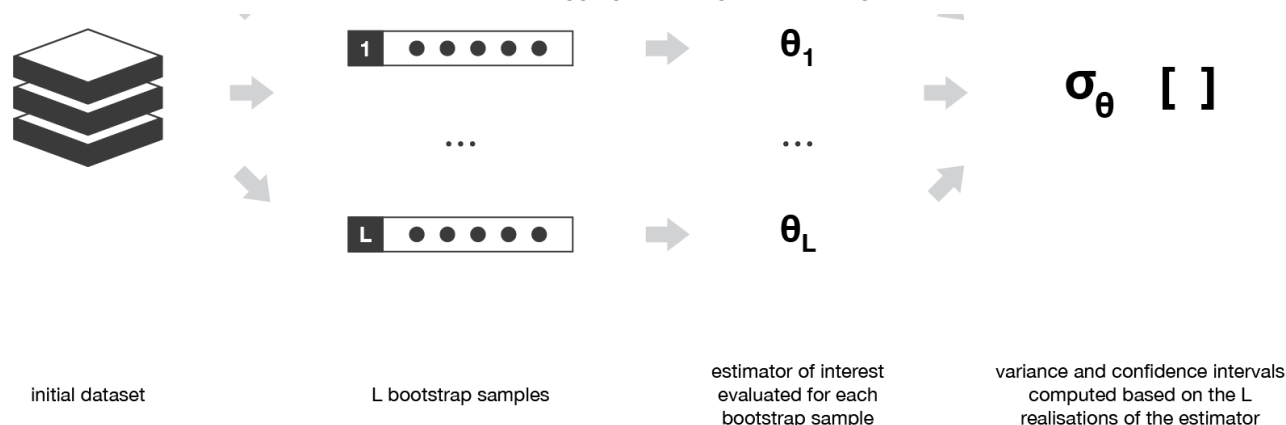 1
θ1
σθ [ ]
...
...
L
θL
initial dataset
L bootstrap samples
estimator of interest
evaluated for each
bootstrap sample
variance and confidence intervals
computed based on the L
realisations of the estimator